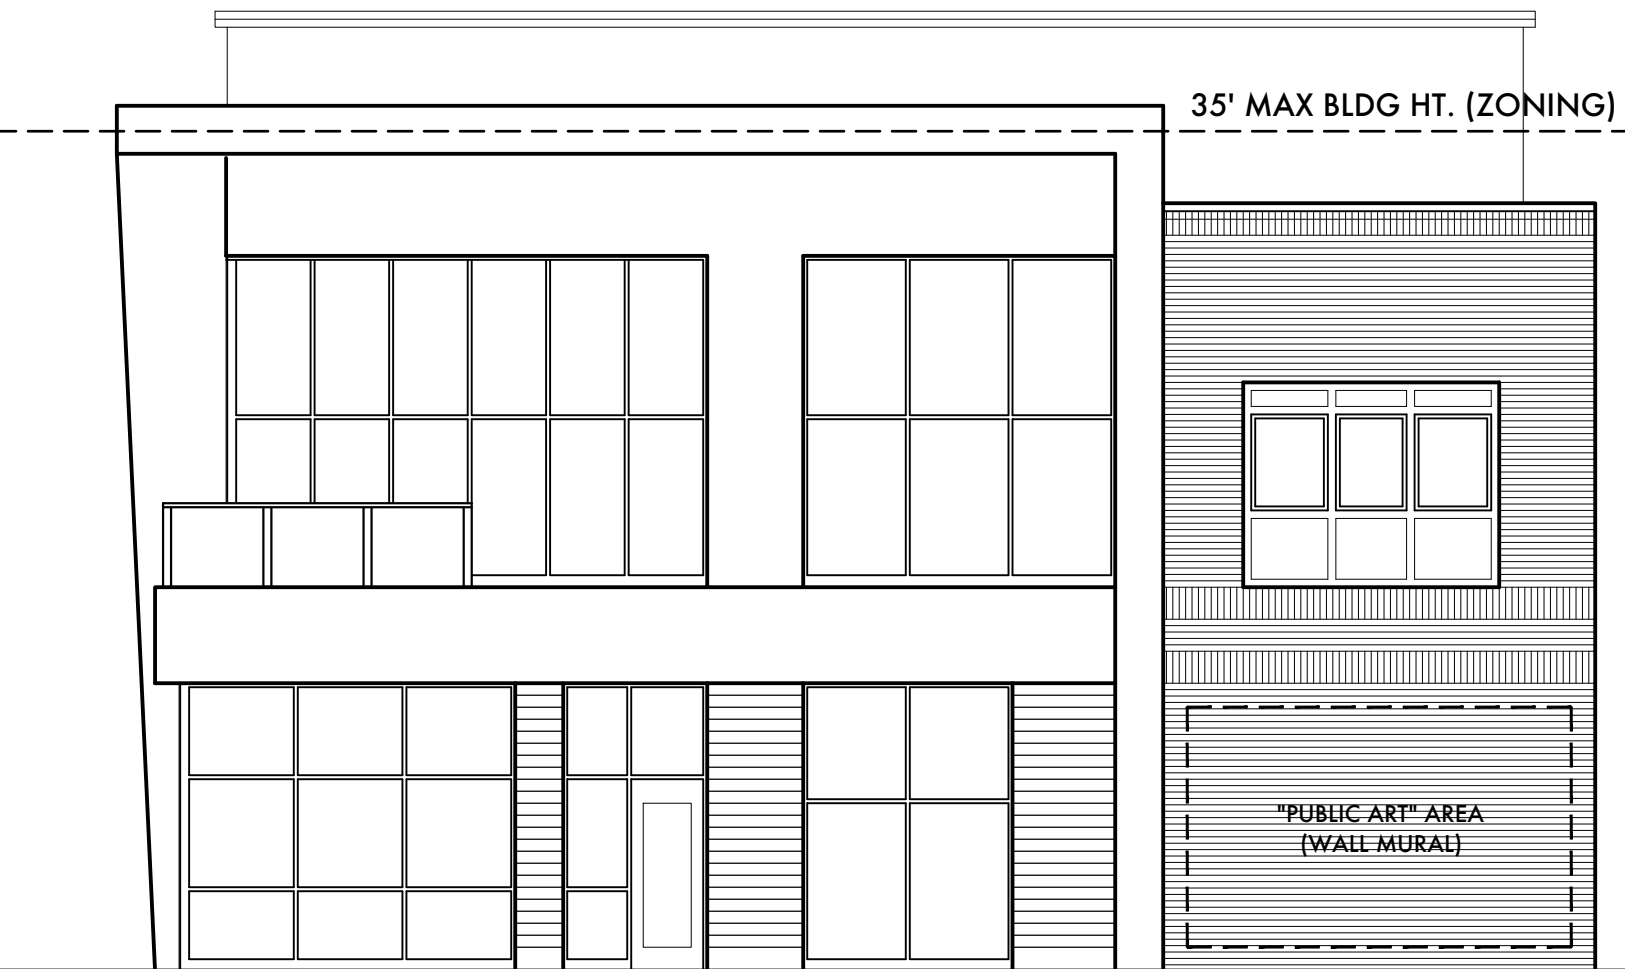 35' MAX BLDG HT. (ZONING)
"PUBLIC ART" AREA
(WALL MURAL)